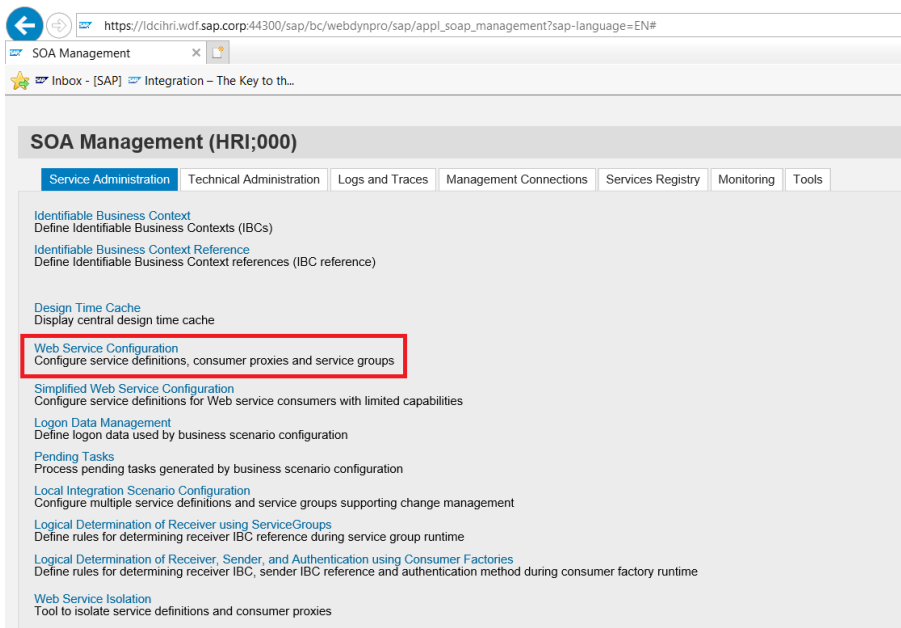 https://ldcihri.wdf.sap.corp:44300/sap/bc/webdynpro/sap/appl_soap_management?sap-language=EN#
SOA Management
Inbox - [SAP] Integration – The Key to th...
SOA Management (HRI;000)
Service Administration Technical Administration Logs and Traces Management Connections Services Registry Monitoring Tools
Identifiable Business Context
Define Identifiable Business Contexts (IBCs)
Identifiable Business Context Reference
Define Identifiable Business Context references (IBC reference)
Design Time Cache
Display central design time cache
Web Service Configuration
Configure service definitions, consumer proxies and service groups
Simplified Web Service Configuration
Configure service definitions for Web service consumers with limited capabilities
Logon Data Management
Define logon data used by business scenario configuration
Pending Tasks
Process pending tasks generated by business scenario configuration
Local Integration Scenario Configuration
Configure multiple service definitions and service groups supporting change management
Logical Determination of Receiver using ServiceGroups
Define rules for determining receiver IBC reference during service group runtime
Logical Determination of Receiver, Sender, and Authentication using Consumer Factories
Define rules for determining receiver IBC, sender IBC reference and authentication method during consumer factory runtime
Web Service Isolation
Tool to isolate service definitions and consumer proxies